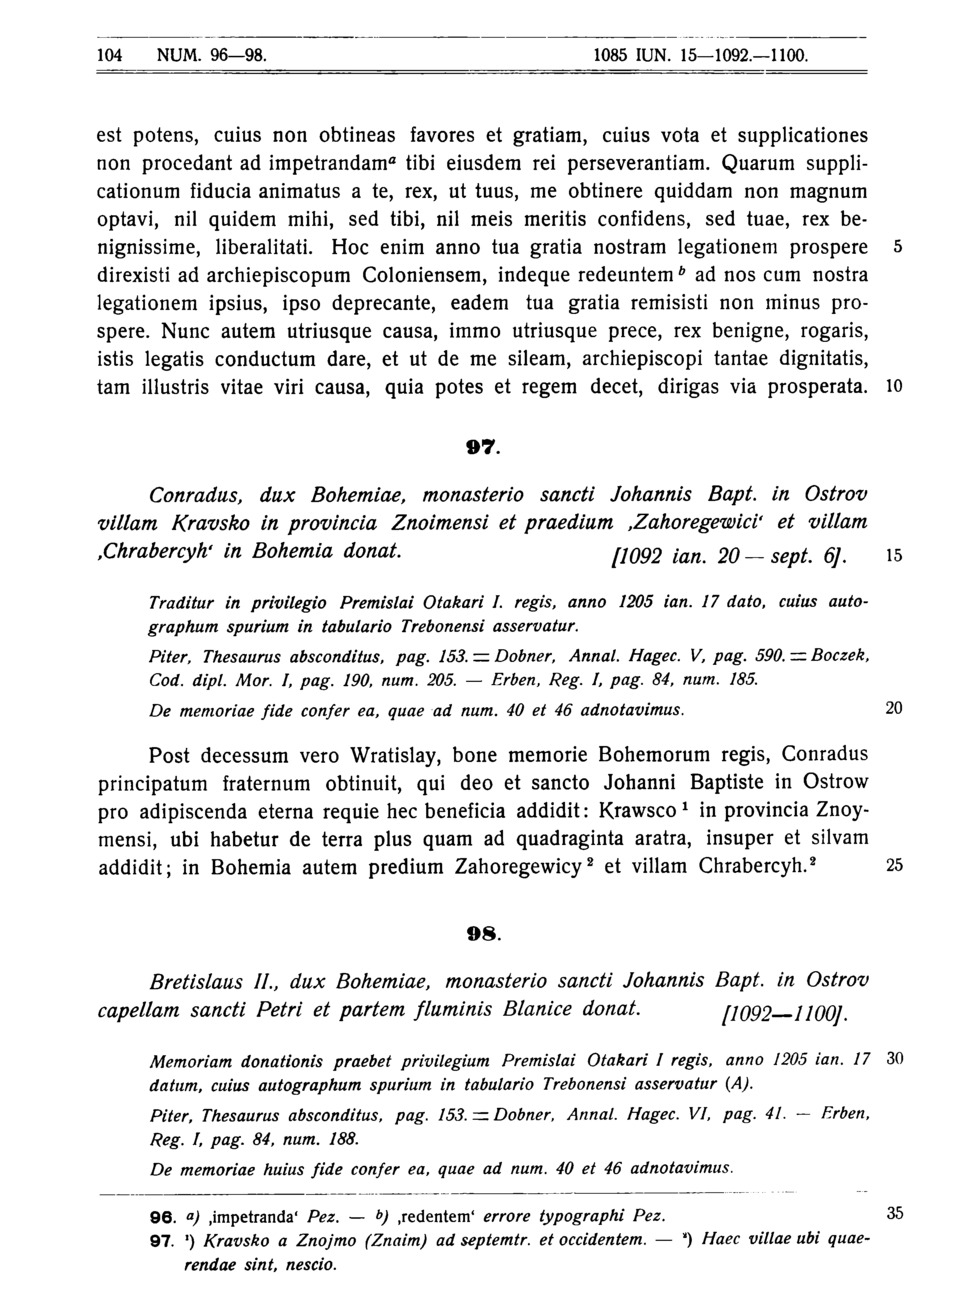 104 NUM. 96—98. 1085 IUN. 15—1092.—1100.
est potens, cuius non obtineas favores et gratiam, cuius vota et supplicationes
non procedant ad impetrandamᵃ tibi eiusdem rei perseverantiam. Quarum suppli-
cationum fiducia animatus a te, rex, ut tuus, me obtinere quiddam non magnum
optavi, nil quidem mihi, sed tibi, nil meis meritis confidens, sed tuae, rex be-
nignissime, liberalitati. Hoc enim anno tua gratia nostram legationem prospere 5
direxisti ad archiepiscopum Coloniensem, indeque redeuntem ᵇ ad nos cum nostra
legationem ipsius, ipso deprecante, eadem tua gratia remisisti non minus pro-
spere. Nunc autem utriusque causa, immo utriusque prece, rex benigne, rogaris,
istis legatis conductum dare, et ut de me sileam, archiepiscopi tantae dignitatis,
tam illustris vitae viri causa, quia potes et regem decet, dirigas via prosperata. 10
97.
Conradus, dux Bohemiae, monasterio sancti Johannis Bapt. in Ostrov
villam Kravsko in provincia Znoimensi et praedium ‚Zahoregewici‘ et villam
‚Chrabercyh‘ in Bohemia donat. [1092 ian. 20 — sept. 6]. 15
Traditur in privilegio Premislai Otakari I. regis, anno 1205 ian. 17 dato, cuius auto-
graphum spurium in tabulario Trebonensi asservatur.
Piter, Thesaurus absconditus, pag. 153. = Dobner, Annal. Hagec. V, pag. 590. = Boczek,
Cod. dipl. Mor. I, pag. 190, num. 205. — Erben, Reg. I, pag. 84, num. 185.
De memoriae fide confer ea, quae ad num. 40 et 46 adnotavimus. 20
Post decessum vero Wratislay, bone memorie Bohemorum regis, Conradus
principatum fraternum obtinuit, qui deo et sancto Johanni Baptiste in Ostrow
pro adipiscenda eterna requie hec beneficia addidit: Krawsco ¹ in provincia Znoy-
mensi, ubi habetur de terra plus quam ad quadraginta aratra, insuper et silvam
addidit; in Bohemia autem predium Zahoregewicy ² et villam Chrabercyh.² 25
98.
Bretislaus II., dux Bohemiae, monasterio sancti Johannis Bapt. in Ostrov
capellam sancti Petri et partem fluminis Blanice donat. [1092—1100].
Memoriam donationis praebet privilegium Premislai Otakari I regis, anno 1205 ian. 17 30
datum, cuius autographum spurium in tabulario Trebonensi asservatur (A).
Piter, Thesaurus absconditus, pag. 153. = Dobner, Annal. Hagec. VI, pag. 41. — Erben,
Reg. I, pag. 84, num. 188.
De memoriae huius fide confer ea, quae ad num. 40 et 46 adnotavimus.
96. a) ‚impetranda‘ Pez. — b) ‚redentem‘ errore typographi Pez. 35
97. ¹) Kravsko a Znojmo (Znaim) ad septemtr. et occidentem. — ²) Haec villae ubi quae-
rendae sint, nescio.